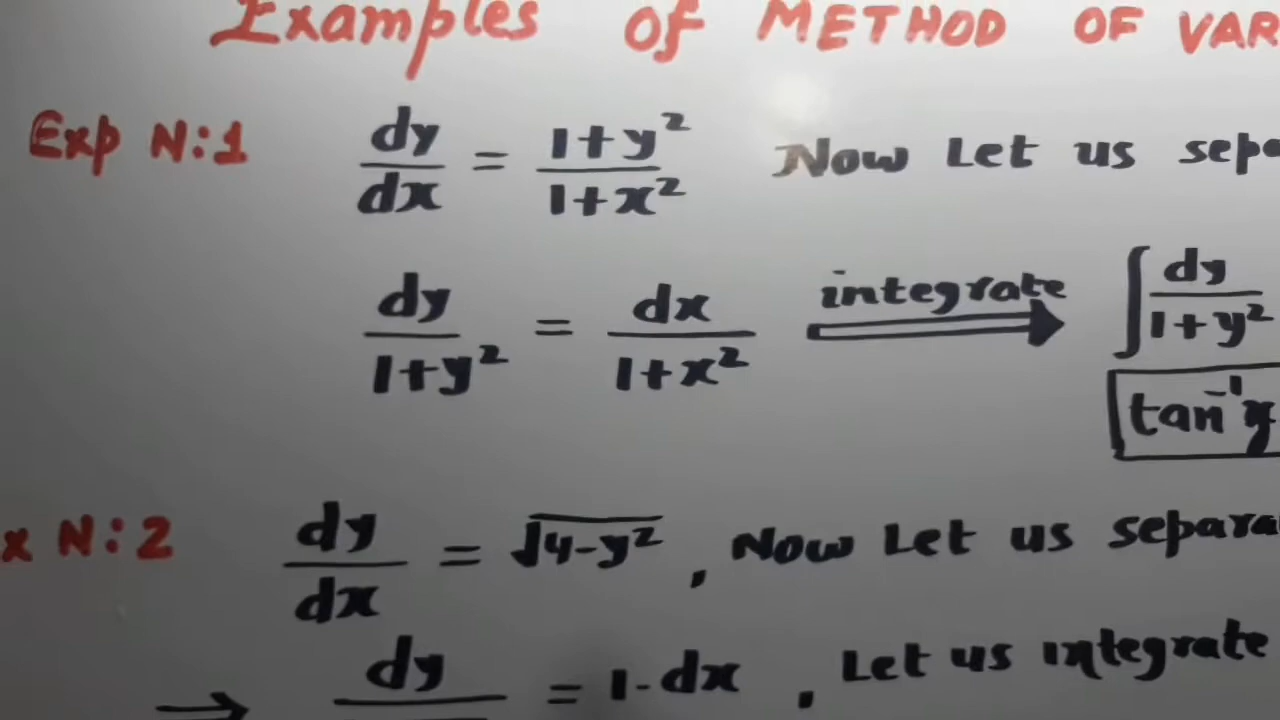 Examples of METHOD OF VAR
Exp N:1 dy/dx = 1+y²/1+x² Now Let us sepa
dy/1+y² = dx/1+x² integrate ⟹ ∫ dy/1+y²
tan⁻¹y
x N:2 dy/dx = √4-y² , Now Let us separa
→ dy = 1·dx , Let us integrate